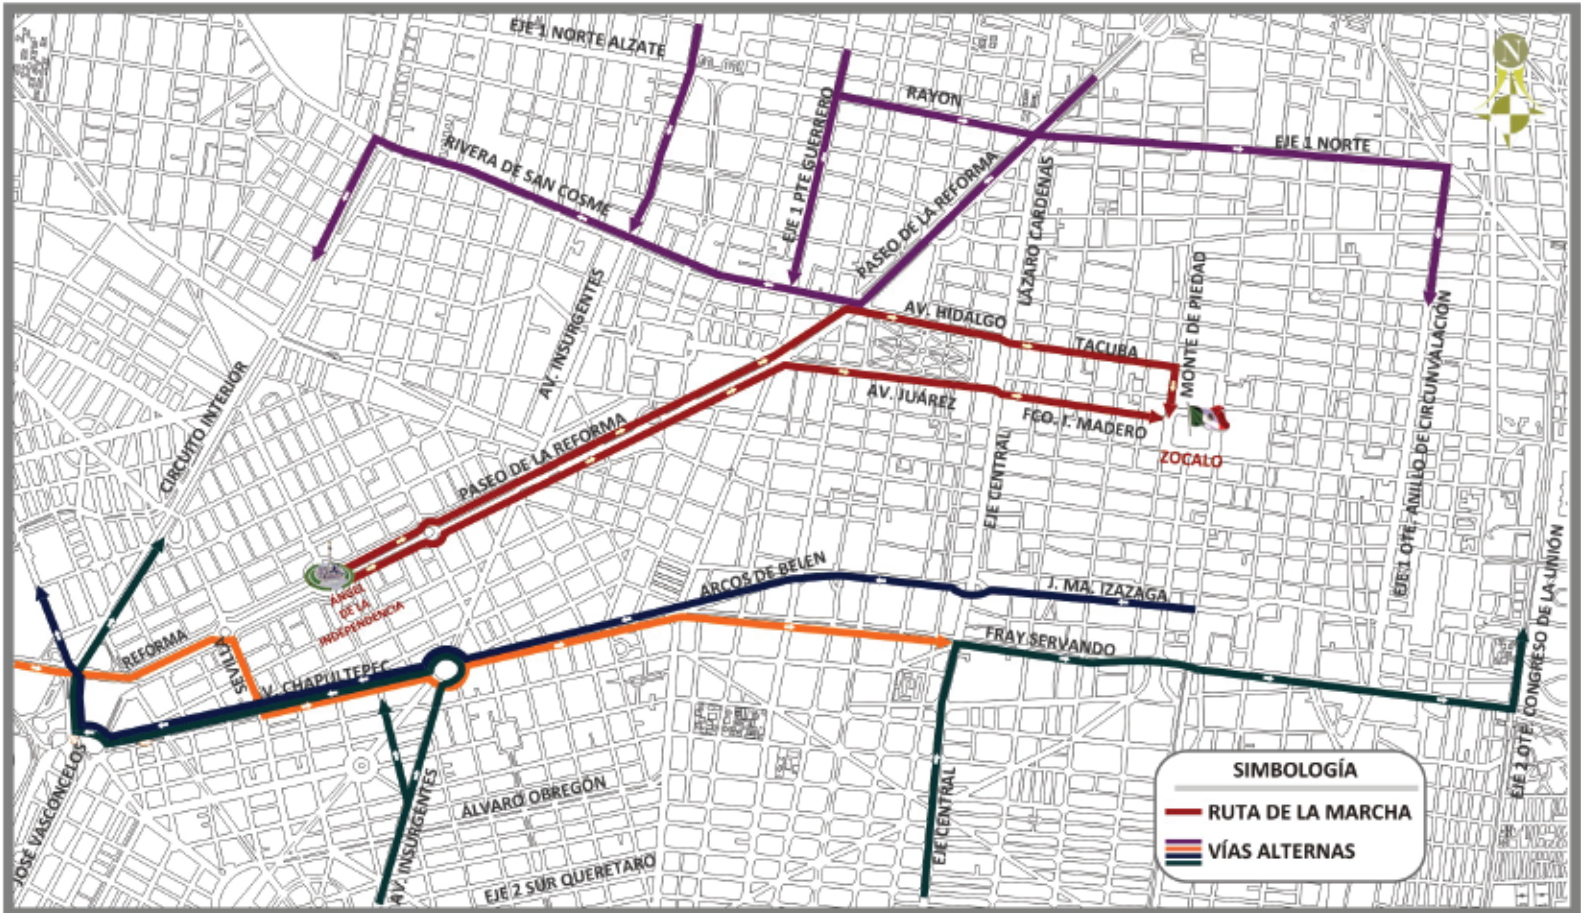 EJE 1 NORTE ALZATE
N
RAYON
EJE 1 NORTE
RIVERA DE SAN COSME
EJE 1 PTE GUERRERO
PASEO DE LA REFORMA
LÁZARO CARDENAS
AV. INSURGENTES
AV. HIDALGO
TACUBA
MONTE DE PIEDAD
EJE 1 OTE. ANILLO DE CIRCUNVALACIÓN
CIRCUITO INTERIOR
AV. JUÁREZ
FCO. I. MADERO
ZOCALO
PASEO DE LA REFORMA
EJE CENTRAL
ÁNGEL
DE LA
INDEPENDENCIA
ARCOS DE BELEN
J. MA. IZAZAGA
REFORMA
SEVILLA
AV. CHAPULTEPEC
FRAY SERVANDO
EJE 2 OTE. CONGRESO DE LA UNIÓN
JOSÉ VASCONCELOS
AV. INSURGENTES
ÁLVARO OBREGÓN
EJE CENTRAL
EJE 2 SUR QUERETARO
SIMBOLOGÍA
RUTA DE LA MARCHA
VÍAS ALTERNAS